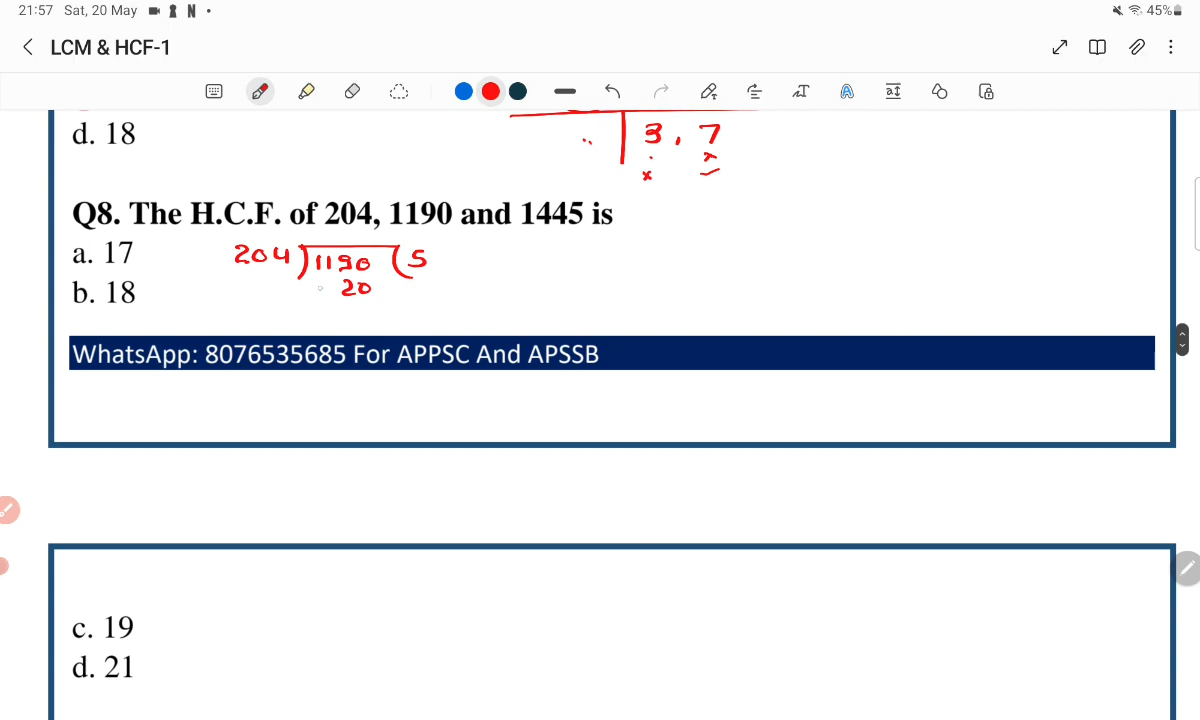 21:57 Sat, 20 May N 45%
LCM & HCF-1
d. 18
3, 7
Q8. The H.C.F. of 204, 1190 and 1445 is
a. 17
204)1190(5
20
b. 18
WhatsApp: 8076535685 For APPSC And APSSB
c. 19
d. 21